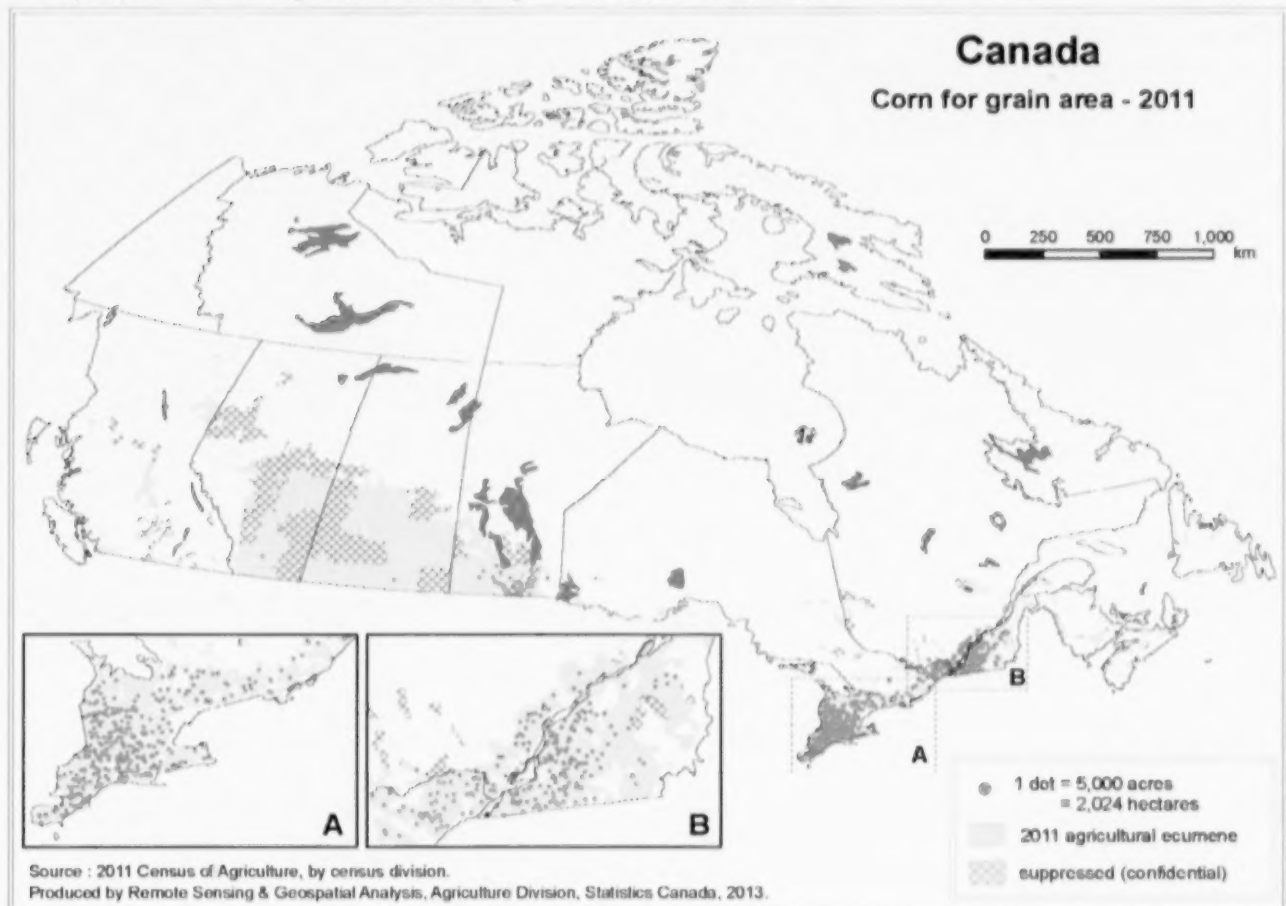 Canada
Corn for grain area - 2011
0 250 500 750 1,000
km
A
B
B
A
1 dot = 5,000 acres
= 2,024 hectares
2011 agricultural ecumene
suppressed (confidential)
Source : 2011 Census of Agriculture, by census division.
Produced by Remote Sensing & Geospatial Analysis, Agriculture Division, Statistics Canada, 2013.